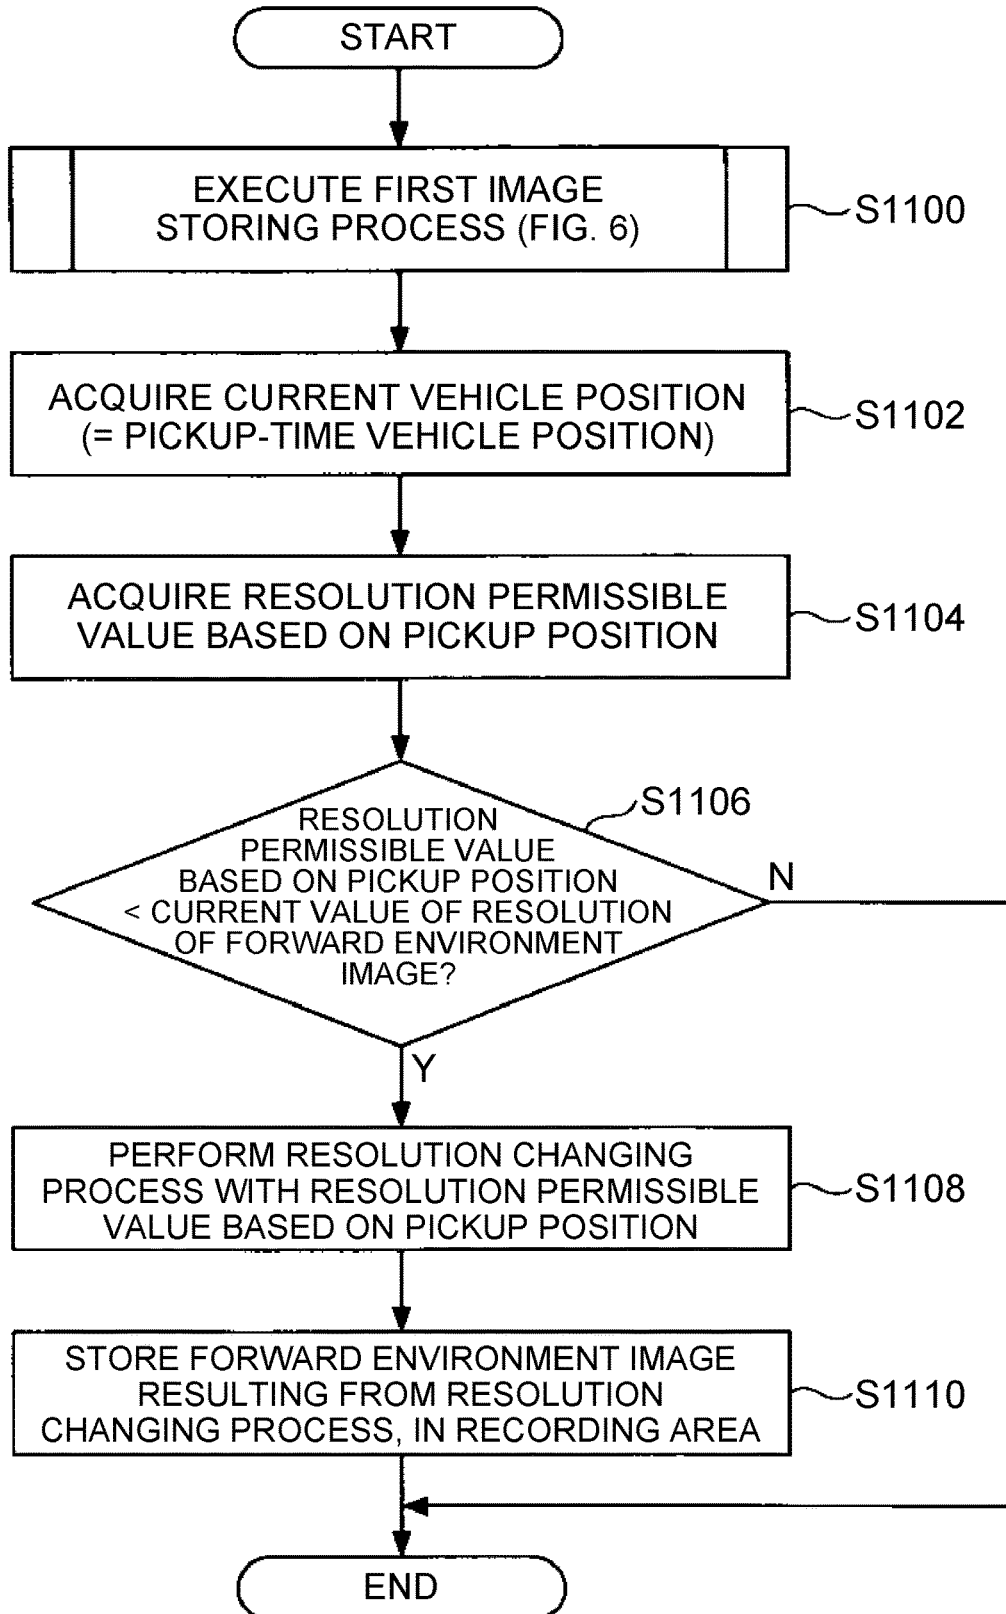 START
EXECUTE FIRST IMAGE
STORING PROCESS (FIG. 6)
S1100
ACQUIRE CURRENT VEHICLE POSITION
(= PICKUP-TIME VEHICLE POSITION)
S1102
ACQUIRE RESOLUTION PERMISSIBLE
VALUE BASED ON PICKUP POSITION
S1104
S1106
RESOLUTION
PERMISSIBLE VALUE
BASED ON PICKUP POSITION
< CURRENT VALUE OF RESOLUTION
OF FORWARD ENVIRONMENT
IMAGE?
N
Y
PERFORM RESOLUTION CHANGING
PROCESS WITH RESOLUTION PERMISSIBLE
VALUE BASED ON PICKUP POSITION
S1108
STORE FORWARD ENVIRONMENT IMAGE
RESULTING FROM RESOLUTION
CHANGING PROCESS, IN RECORDING AREA
S1110
END